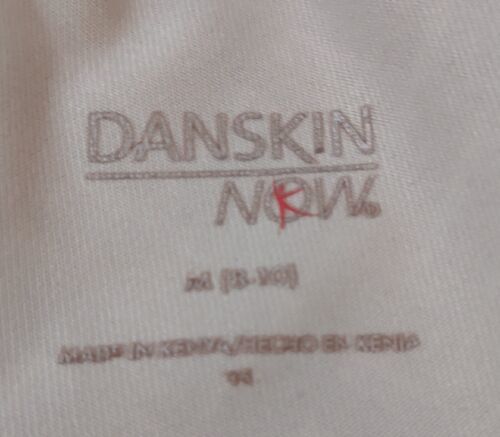 DANSKIN
NOW®
M (8-10)
MADE IN KENYA/HECHO EN KENIA